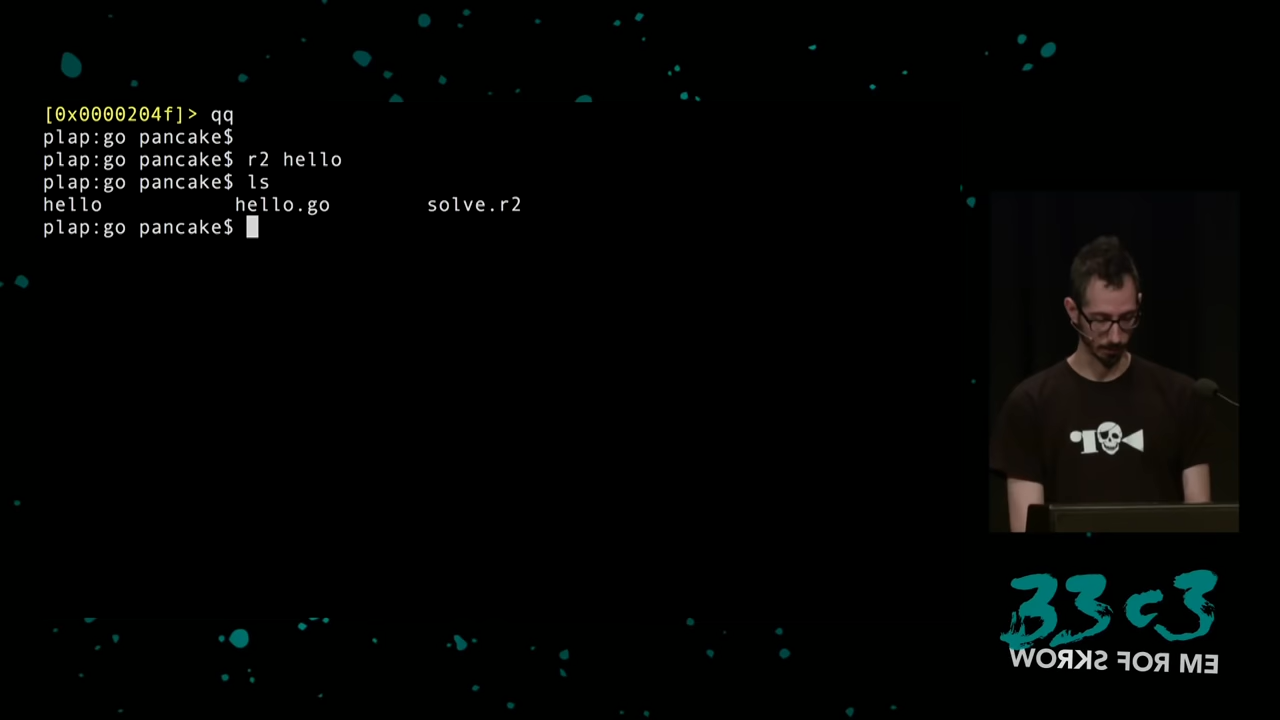 [0x0000204f]> qq
plap:go pancake$
plap:go pancake$ r2 hello
plap:go pancake$ ls
hello hello.go solve.r2
plap:go pancake$
33c3
WORKS FOR ME